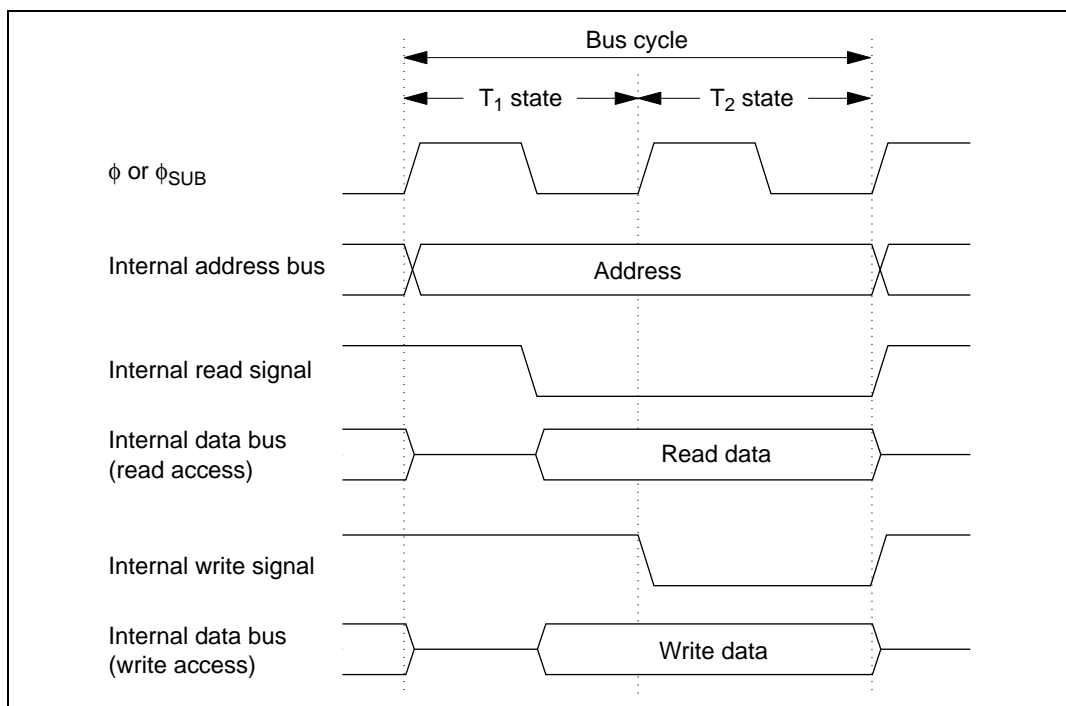 Bus cycle
T₁ state
T₂ state
ϕ or ϕSUB
Internal address bus
Address
Internal read signal
Internal data bus
(read access)
Read data
Internal write signal
Internal data bus
(write access)
Write data